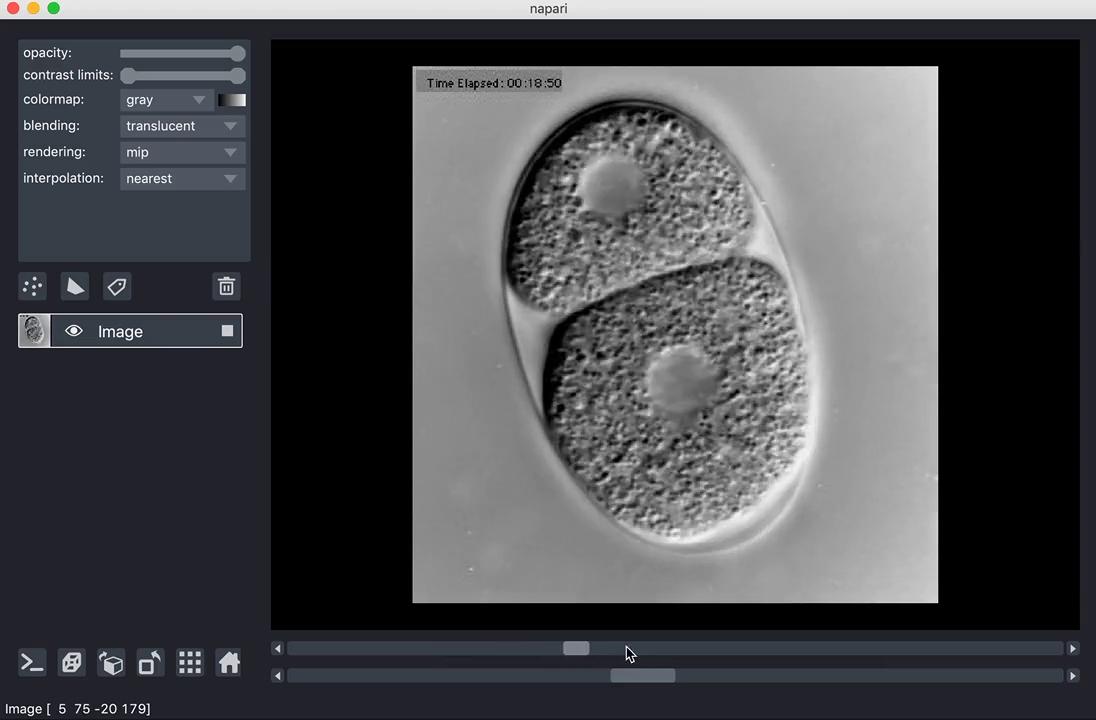 napari
opacity:
contrast limits:
colormap: gray
blending: translucent
rendering: mip
interpolation: nearest
Image
Time Elapsed: 00:18:50
Image [ 5 75 -20 179]